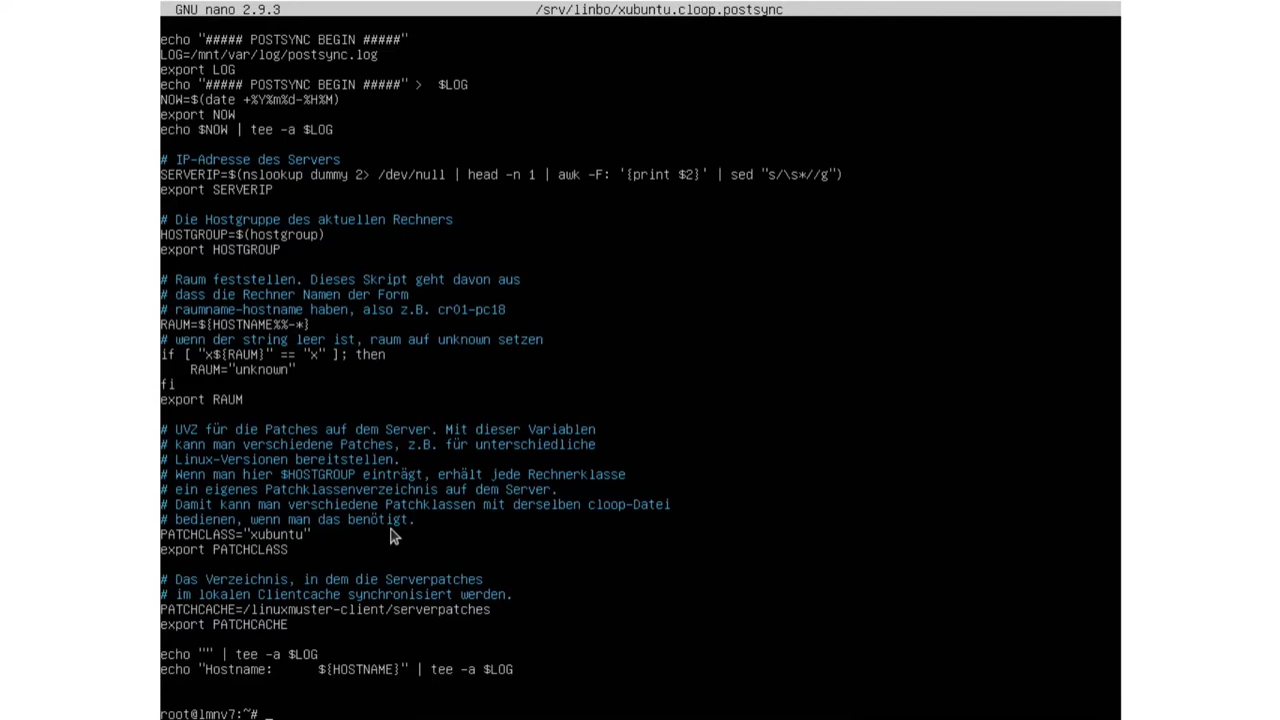 GNU nano 2.9.3 /srv/linbo/xubuntu.cloop.postsync
echo "##### POSTSYNC BEGIN #####"
LOG=/mnt/var/log/postsync.log
export LOG
echo "##### POSTSYNC BEGIN #####" > $LOG
NOW=$(date +%Y%m%d-%H%M)
export NOW
echo $NOW | tee -a $LOG
# IP-Adresse des Servers
SERVERIP=$(nslookup dummy 2> /dev/null | head -n 1 | awk -F: '{print $2}' | sed "s/\s*//g")
export SERVERIP
# Die Hostgruppe des aktuellen Rechners
HOSTGROUP=$(hostgroup)
export HOSTGROUP
# Raum feststellen. Dieses Skript geht davon aus
# dass die Rechner Namen der Form
# raumname-hostname haben, also z.B. cr01-pc18
RAUM=${HOSTNAME%%-*}
# wenn der string leer ist, raum auf unknown setzen
if [ "x${RAUM}" == "x" ]; then
RAUM="unknown"
fi
export RAUM
# UVZ für die Patches auf dem Server. Mit dieser Variablen
# kann man verschiedene Patches, z.B. für unterschiedliche
# Linux-Versionen bereitstellen.
# Wenn man hier $HOSTGROUP einträgt, erhält jede Rechnerklasse
# ein eigenes Patchklassenverzeichnis auf dem Server.
# Damit kann man verschiedene Patchklassen mit derselben cloop-Datei
# bedienen, wenn man das benötigt.
PATCHCLASS="xubuntu"
export PATCHCLASS
# Das Verzeichnis, in dem die Serverpatches
# im lokalen Clientcache synchronisiert werden.
PATCHCACHE=/linuxmuster-client/serverpatches
export PATCHCACHE
echo "" | tee -a $LOG
echo "Hostname: ${HOSTNAME}" | tee -a $LOG
root@lmnv7:~# _